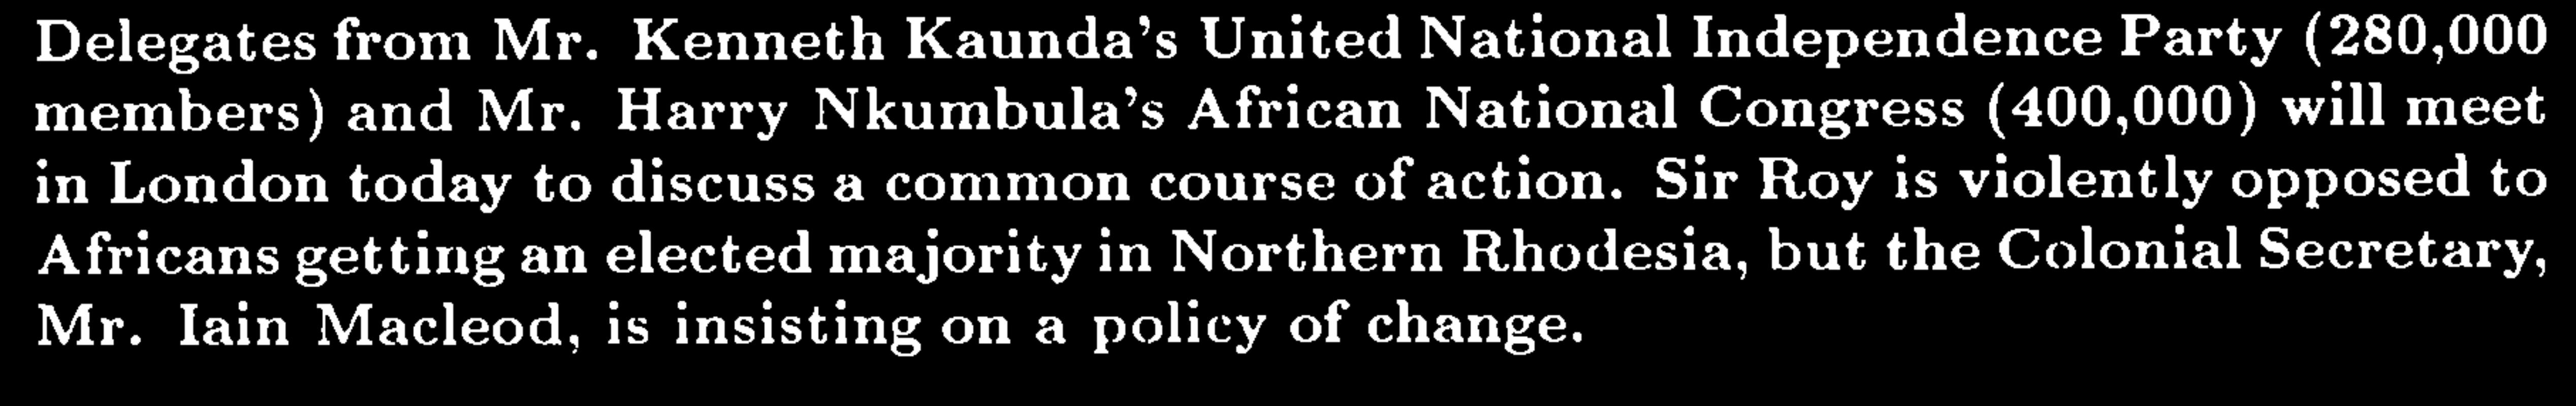 Delegates from Mr. Kenneth Kaunda's United National Independence Party (280,000
members) and Mr. Harry Nkumbula's African National Congress (400,000) will meet
in London today to discuss a common course of action. Sir Roy is violently opposed to
Africans getting an elected majority in Northern Rhodesia, but the Colonial Secretary,
Mr. Iain Macleod, is insisting on a policy of change.